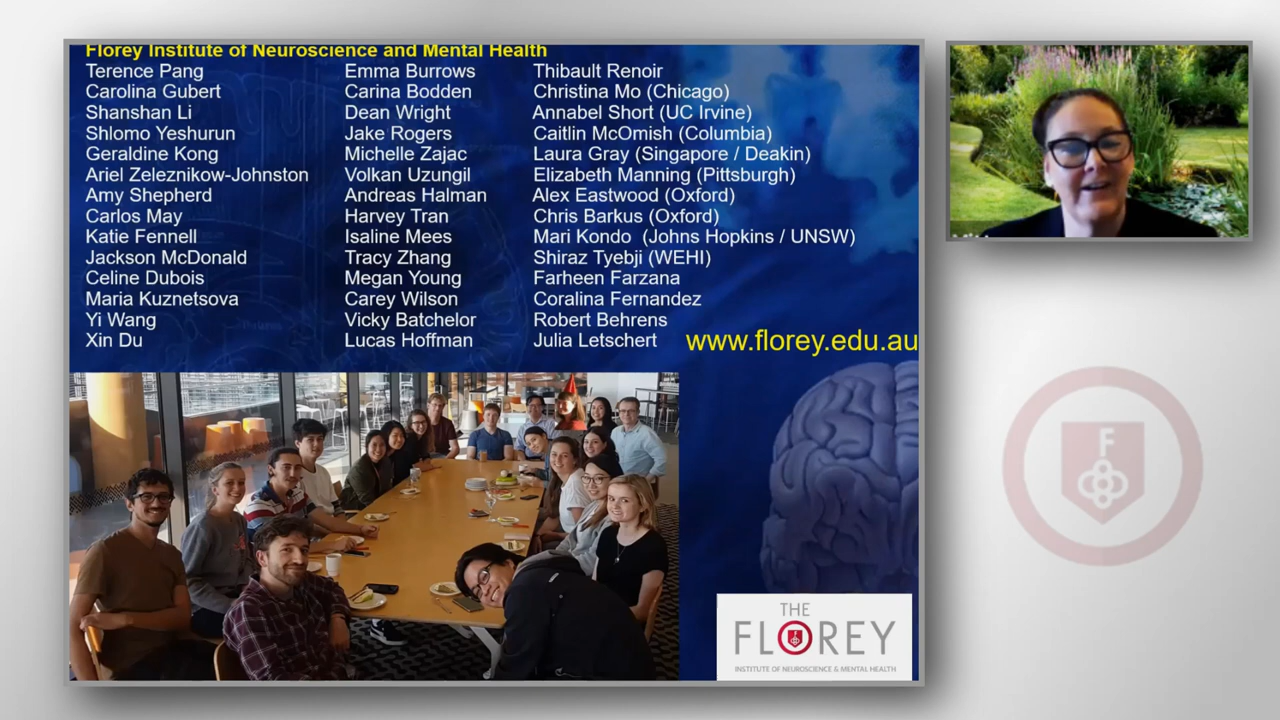 Florey Institute of Neuroscience and Mental Health
Terence Pang Emma Burrows Thibault Renoir
Carolina Gubert Carina Bodden Christina Mo (Chicago)
Shanshan Li Dean Wright Annabel Short (UC Irvine)
Shlomo Yeshurun Jake Rogers Caitlin McOmish (Columbia)
Geraldine Kong Michelle Zajac Laura Gray (Singapore / Deakin)
Ariel Zeleznikow-Johnston Volkan Uzungil Elizabeth Manning (Pittsburgh)
Amy Shepherd Andreas Halman Alex Eastwood (Oxford)
Carlos May Harvey Tran Chris Barkus (Oxford)
Katie Fennell Isaline Mees Mari Kondo (Johns Hopkins / UNSW)
Jackson McDonald Tracy Zhang Shiraz Tyebji (WEHI)
Celine Dubois Megan Young Farheen Farzana
Maria Kuznetsova Carey Wilson Coralina Fernandez
Yi Wang Vicky Batchelor Robert Behrens
Xin Du Lucas Hoffman Julia Letschert www.florey.edu.au
F
THE
FLOREY
INSTITUTE OF NEUROSCIENCE & MENTAL HEALTH